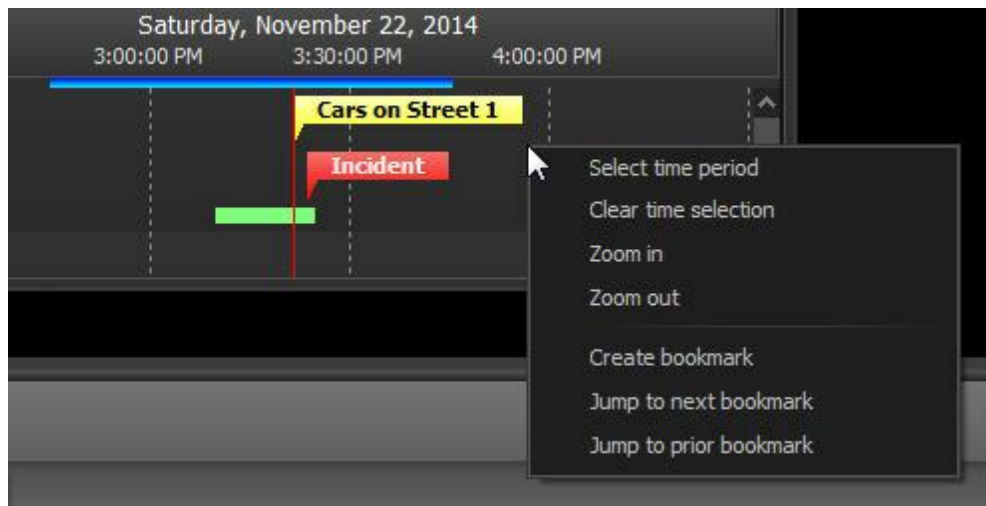 Saturday, November 22, 2014
3:00:00 PM 3:30:00 PM 4:00:00 PM
Cars on Street 1
Incident
Select time period
Clear time selection
Zoom in
Zoom out
Create bookmark
Jump to next bookmark
Jump to prior bookmark